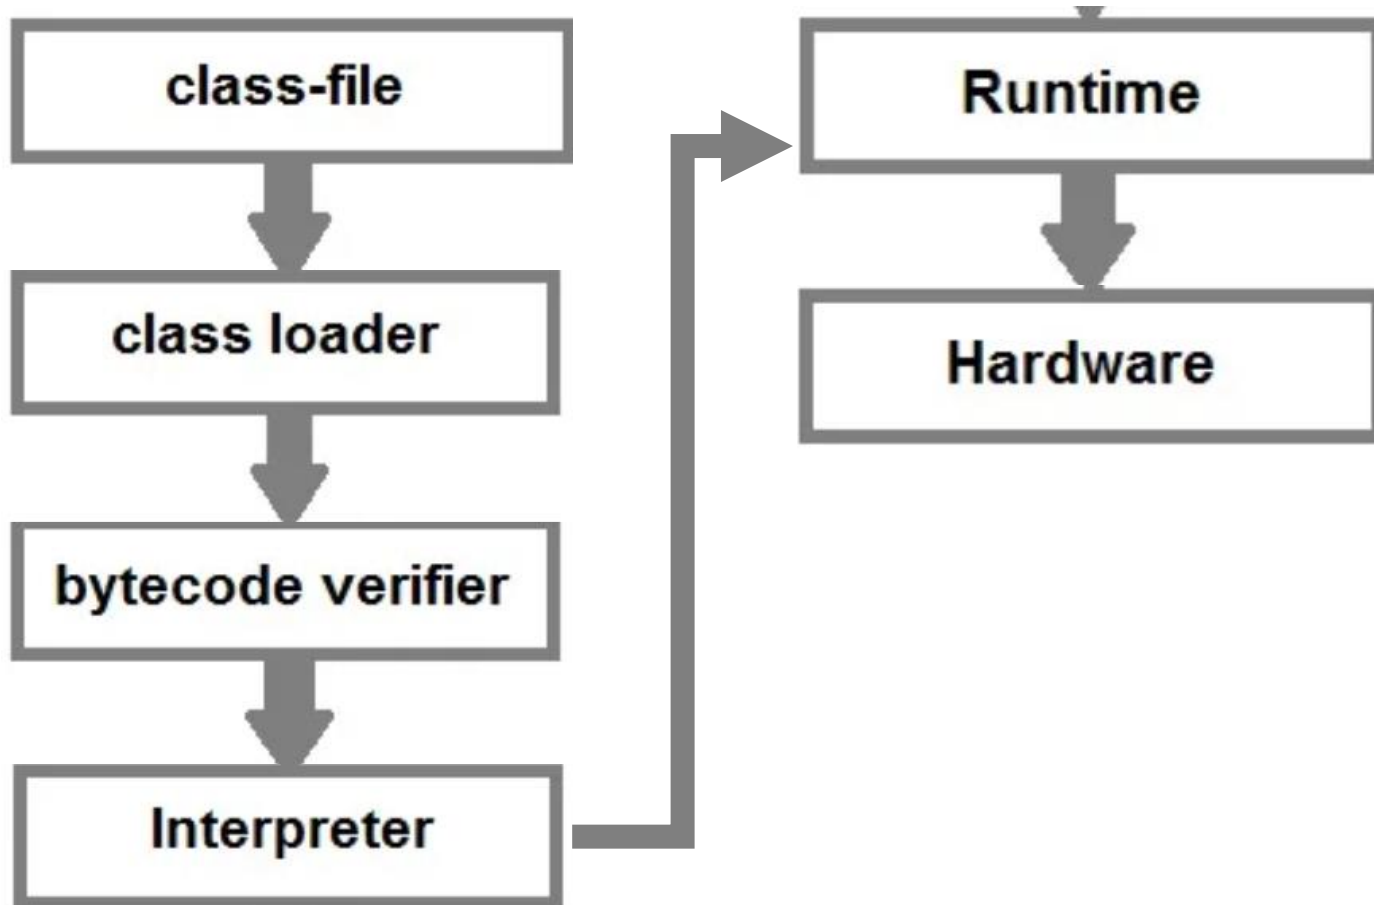 class-file
class loader
bytecode verifier
Interpreter
Runtime
Hardware